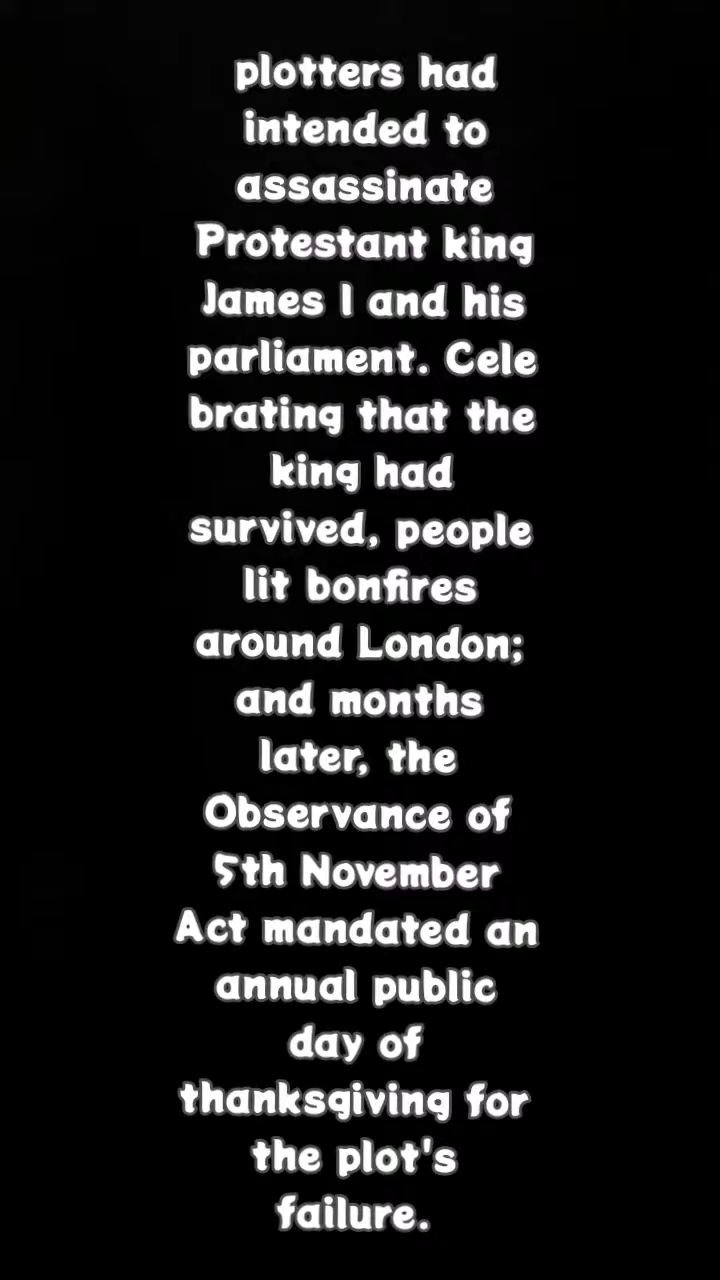 plotters had
intended to
assassinate
Protestant king
James I and his
parliament. Cele
brating that the
king had
survived, people
lit bonfires
around London;
and months
later, the
Observance of
5th November
Act mandated an
annual public
day of
thanksgiving for
the plot's
failure.